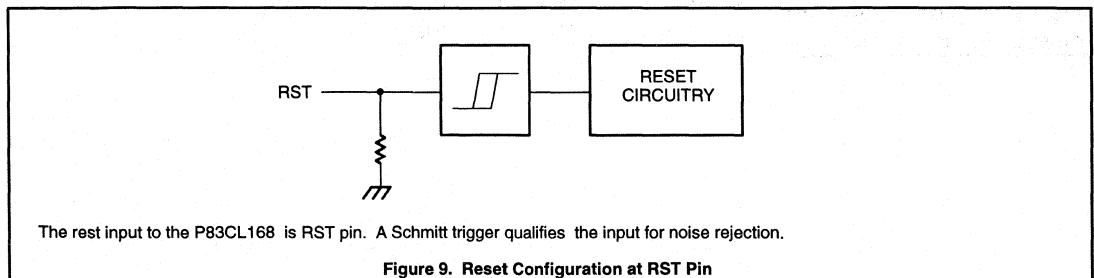 RST
RESET
CIRCUITRY
The rest input to the P83CL168 is RST pin. A Schmitt trigger qualifies the input for noise rejection.
Figure 9. Reset Configuration at RST Pin